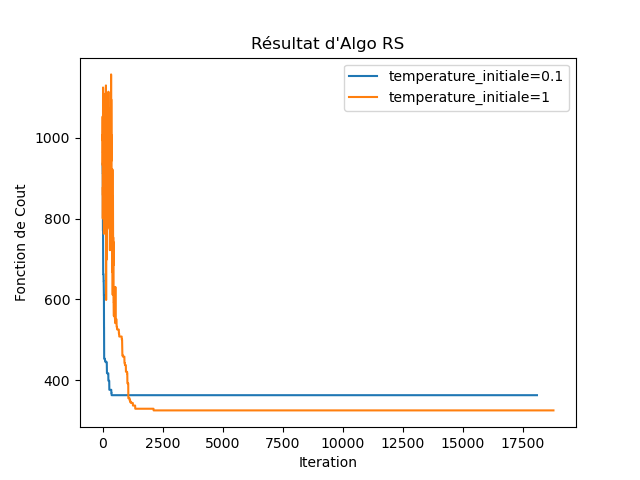 Résultat d'Algo RS
temperature_initiale=0.1
temperature_initiale=1
Fonction de Cout
1000
800
600
400
0 2500 5000 7500 10000 12500 15000 17500
Iteration